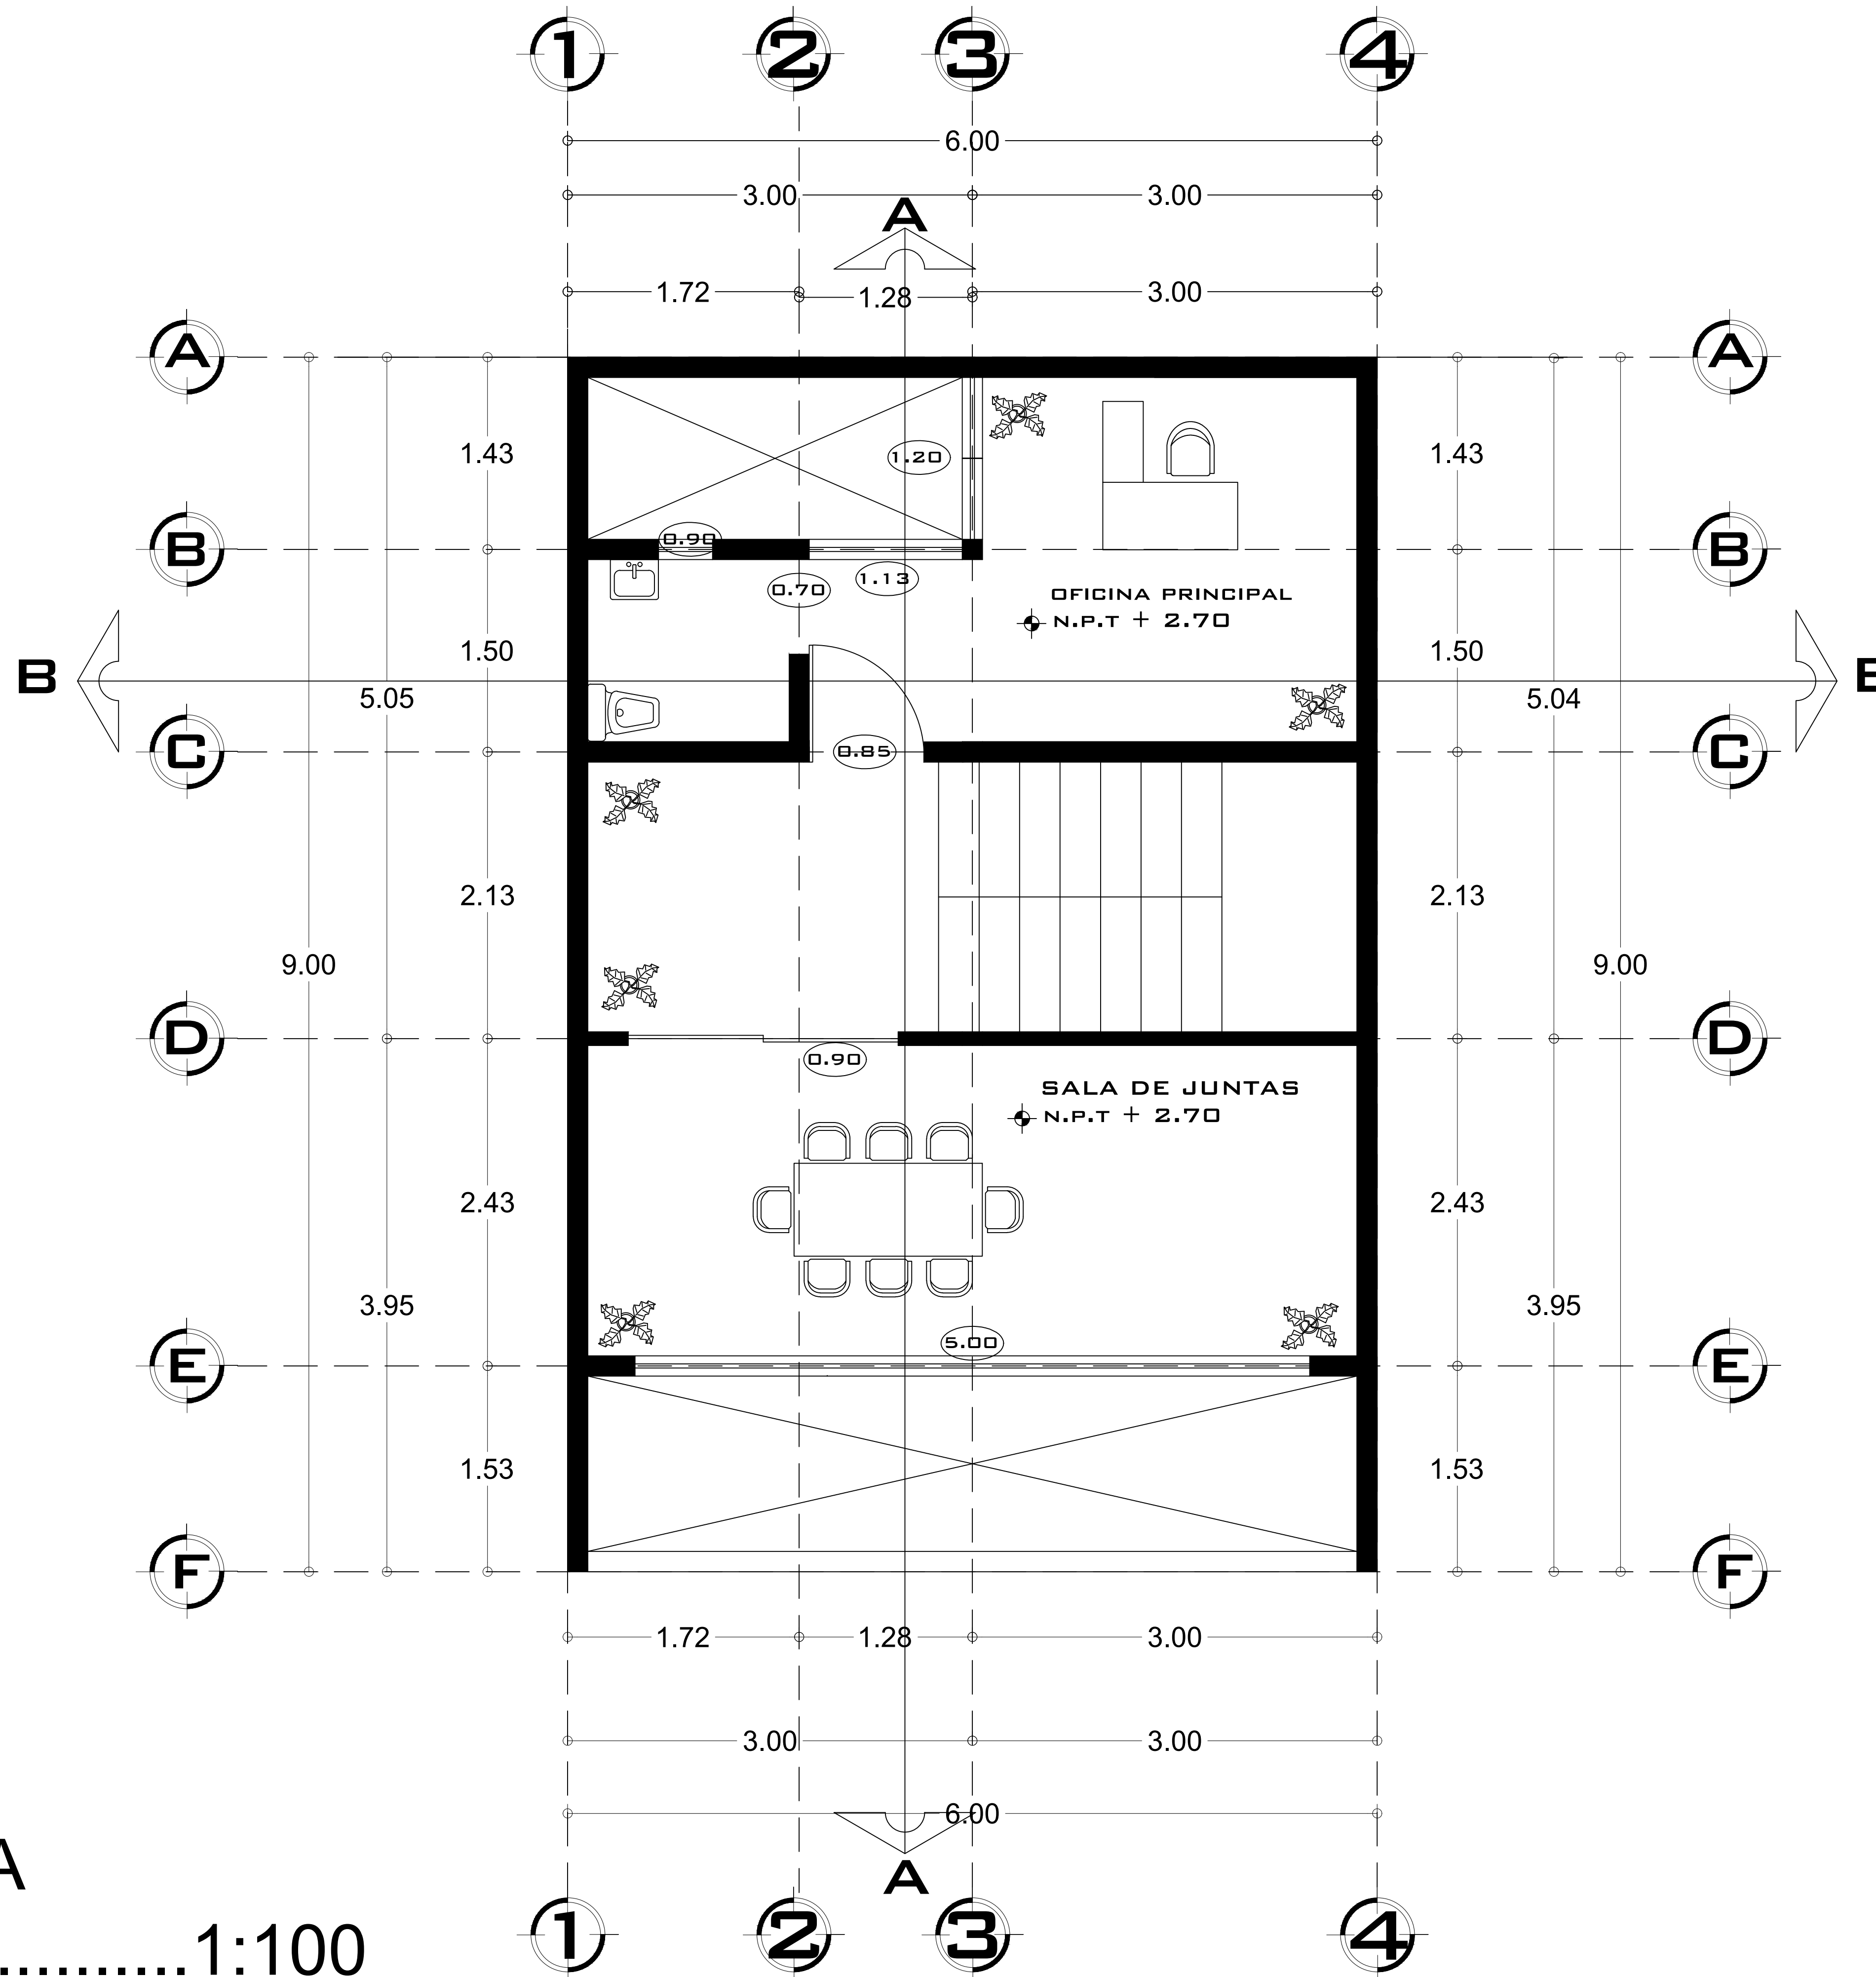 1 2 3 4
6.00
3.00 3.00
A
1.72 1.28 3.00
A A
1.43 1.20 1.43
0.90
B B
1.13
0.70
OFICINA PRINCIPAL
N.P.T + 2.70
1.50 1.50
B
5.05 5.04
C 0.85 C
2.13 2.13
9.00 9.00
D D
0.90
SALA DE JUNTAS
N.P.T + 2.70
2.43 2.43
3.95 3.95
5.00
E E
1.53 1.53
F F
1.72 1.28 3.00
3.00 3.00
6.00
A
A
...........1:100
1 2 3 4